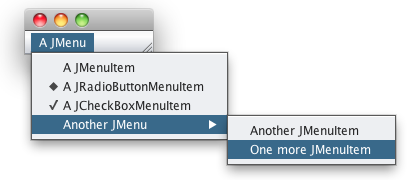 A JMenu
A JMenuItem
A JRadioButtonMenuItem
A JCheckBoxMenuItem
Another JMenu
Another JMenuItem
One more JMenuItem